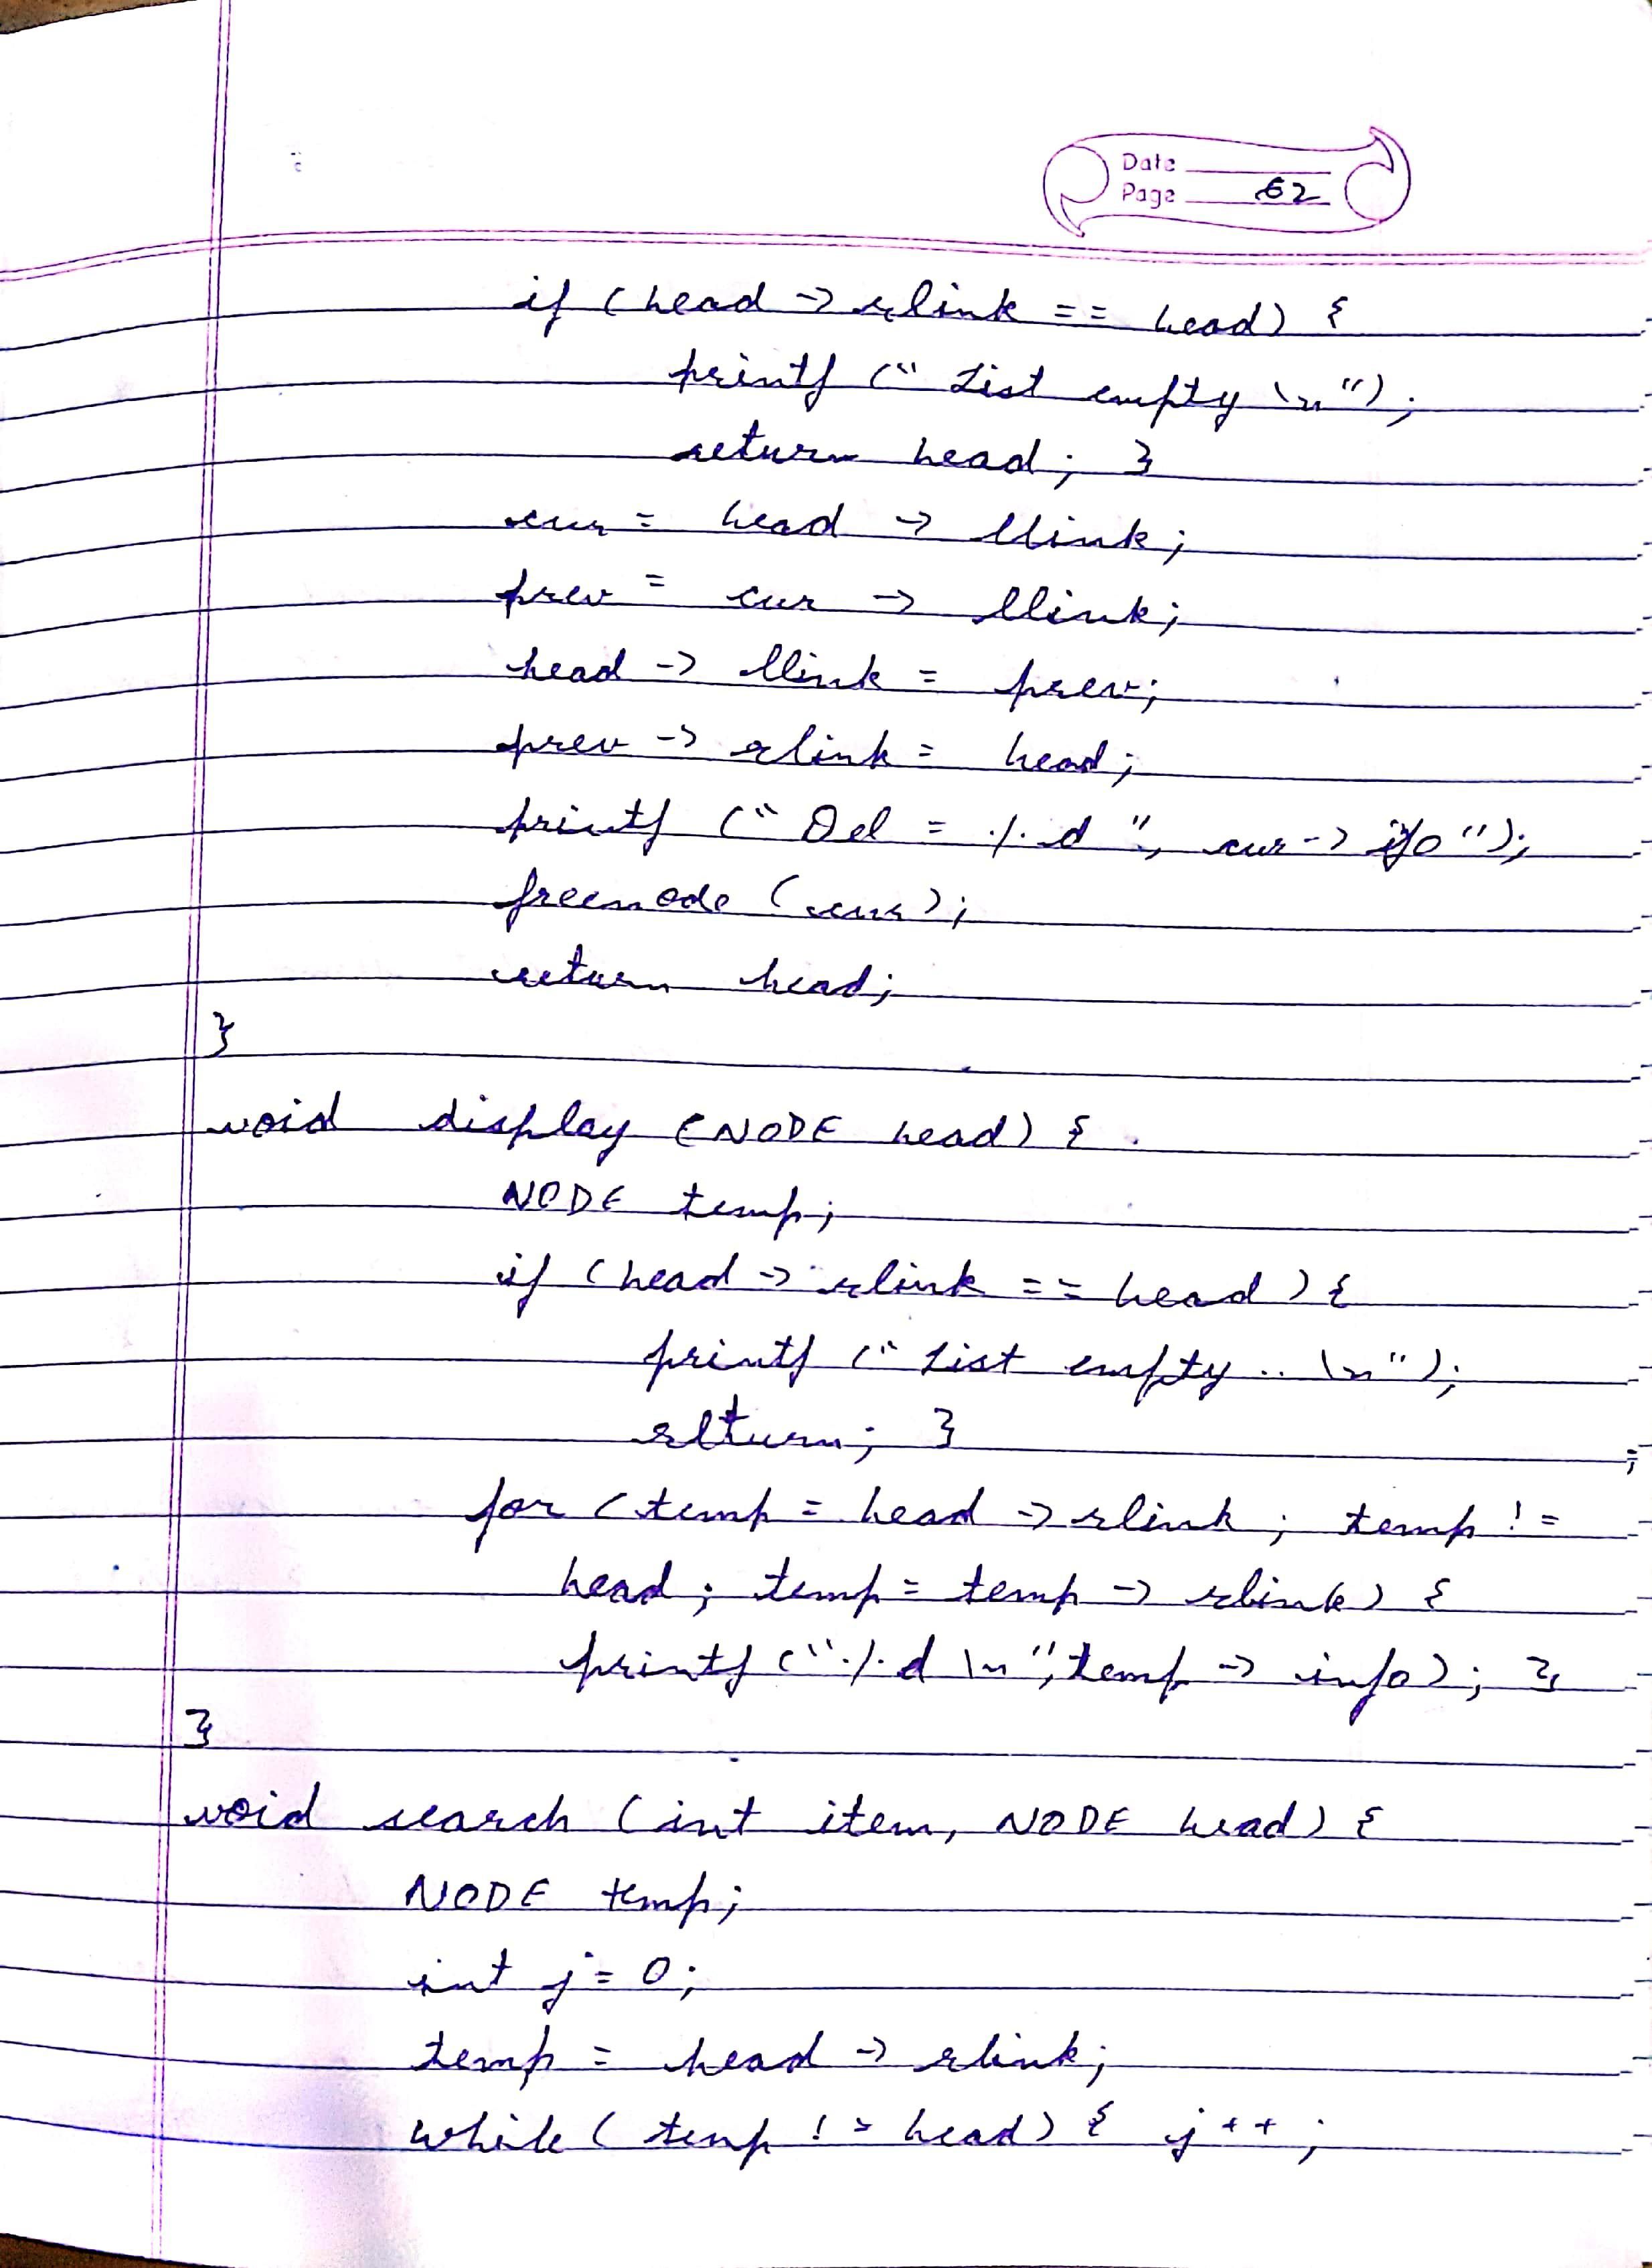 Date
Page 62
if (head -> rlink == head) {
printf (" List empty \n");
return head; }
cur = head -> llink;
prev = cur -> llink;
head -> llink = prev;
prev -> rlink = head;
printf (" Del = %d ", cur -> ifo ");
freenode (cur);
return head;
}
void display (NODE head) {
NODE temp;
if (head -> rlink == head) {
printf (" List empty .. \n");
return; }
for (temp = head -> rlink ; temp !=
head ; temp = temp -> rlink) {
printf ("%d \n", temp -> info); }
}
void search (int item, NODE head) {
NODE temp;
int j = 0;
temp = head -> rlink;
while ( temp != head) { j++ ;